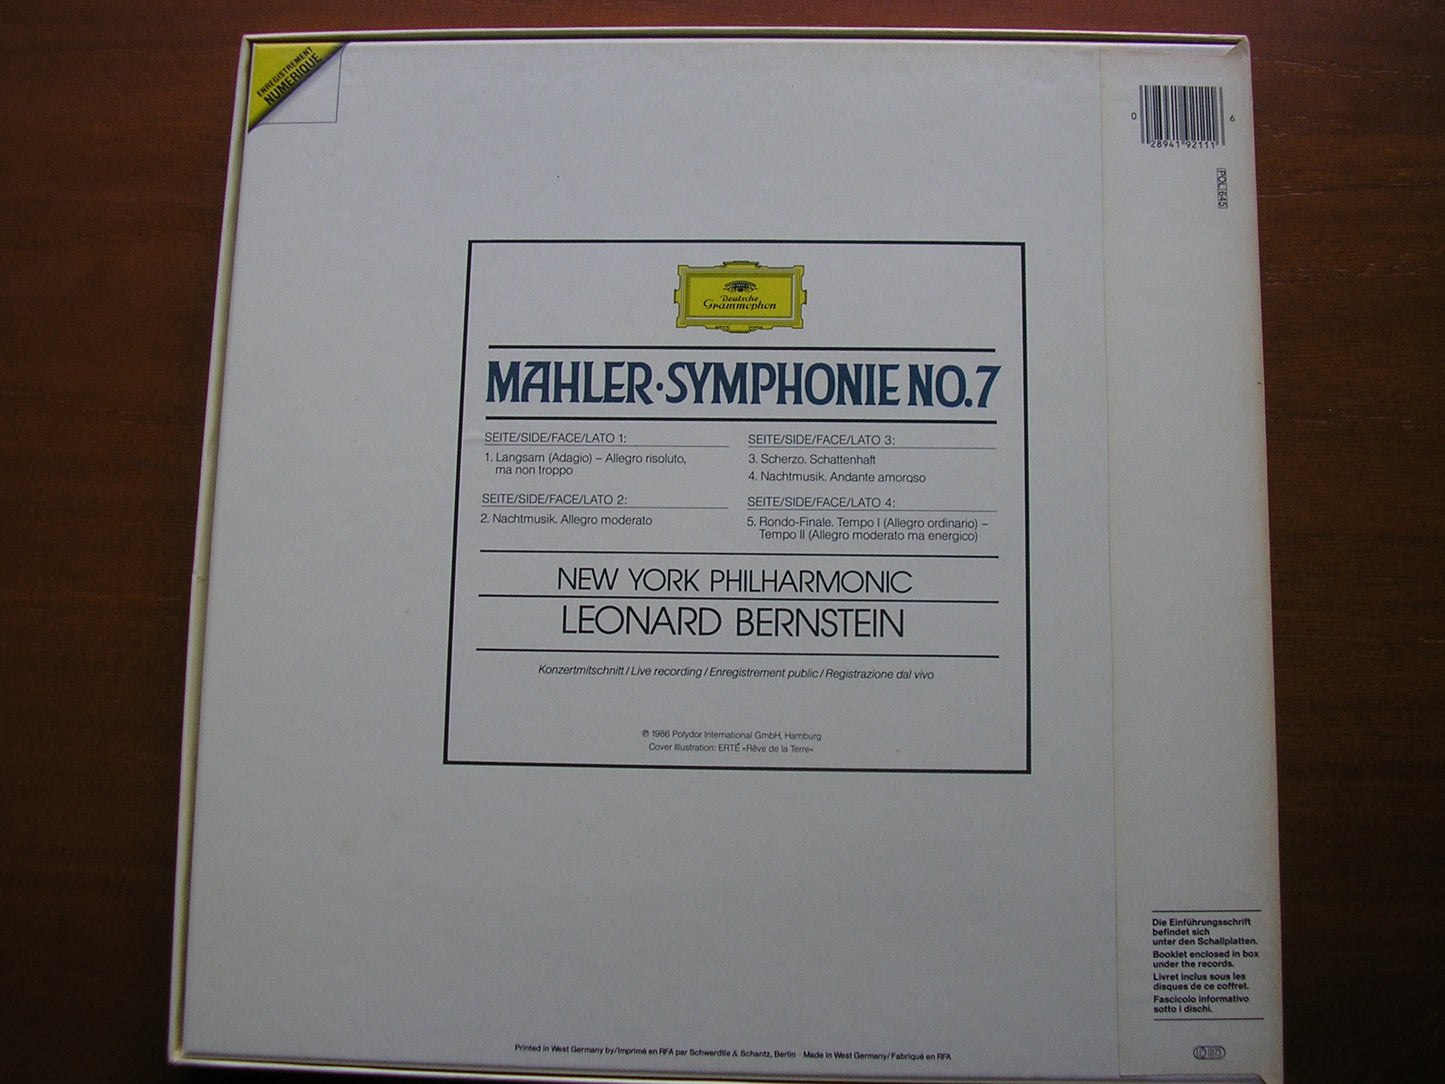 ENREGISTREMENT
NUMERIQUE
0 28941 92111 6
POL 645
Deutsche
Grammophon
MAHLER·SYMPHONIE NO.7
SEITE/SIDE/FACE/LATO 1:
1. Langsam (Adagio) – Allegro risoluto,
ma non troppo
SEITE/SIDE/FACE/LATO 2:
2. Nachtmusik. Allegro moderato
SEITE/SIDE/FACE/LATO 3:
3. Scherzo. Schattenhaft
4. Nachtmusik. Andante amoroso
SEITE/SIDE/FACE/LATO 4:
5. Rondo-Finale. Tempo I (Allegro ordinario) –
Tempo II (Allegro moderato ma energico)
NEW YORK PHILHARMONIC
LEONARD BERNSTEIN
Konzertmitschnitt / Live recording / Enregistrement public / Registrazione dal vivo
℗ 1986 Polydor International GmbH, Hamburg
Cover Illustration: ERTÉ »Rêve de la Terre«
Die Einführungsschrift
befindet sich
unter den Schallplatten.
Booklet enclosed in box
under the records.
Livret inclus sous les
disques de ce coffret.
Fascicolo informativo
sotto i dischi.
Printed in West Germany by/Imprimé en RFA par Schwerdtle & Schantz, Berlin · Made in West Germany/Fabriqué en RFA